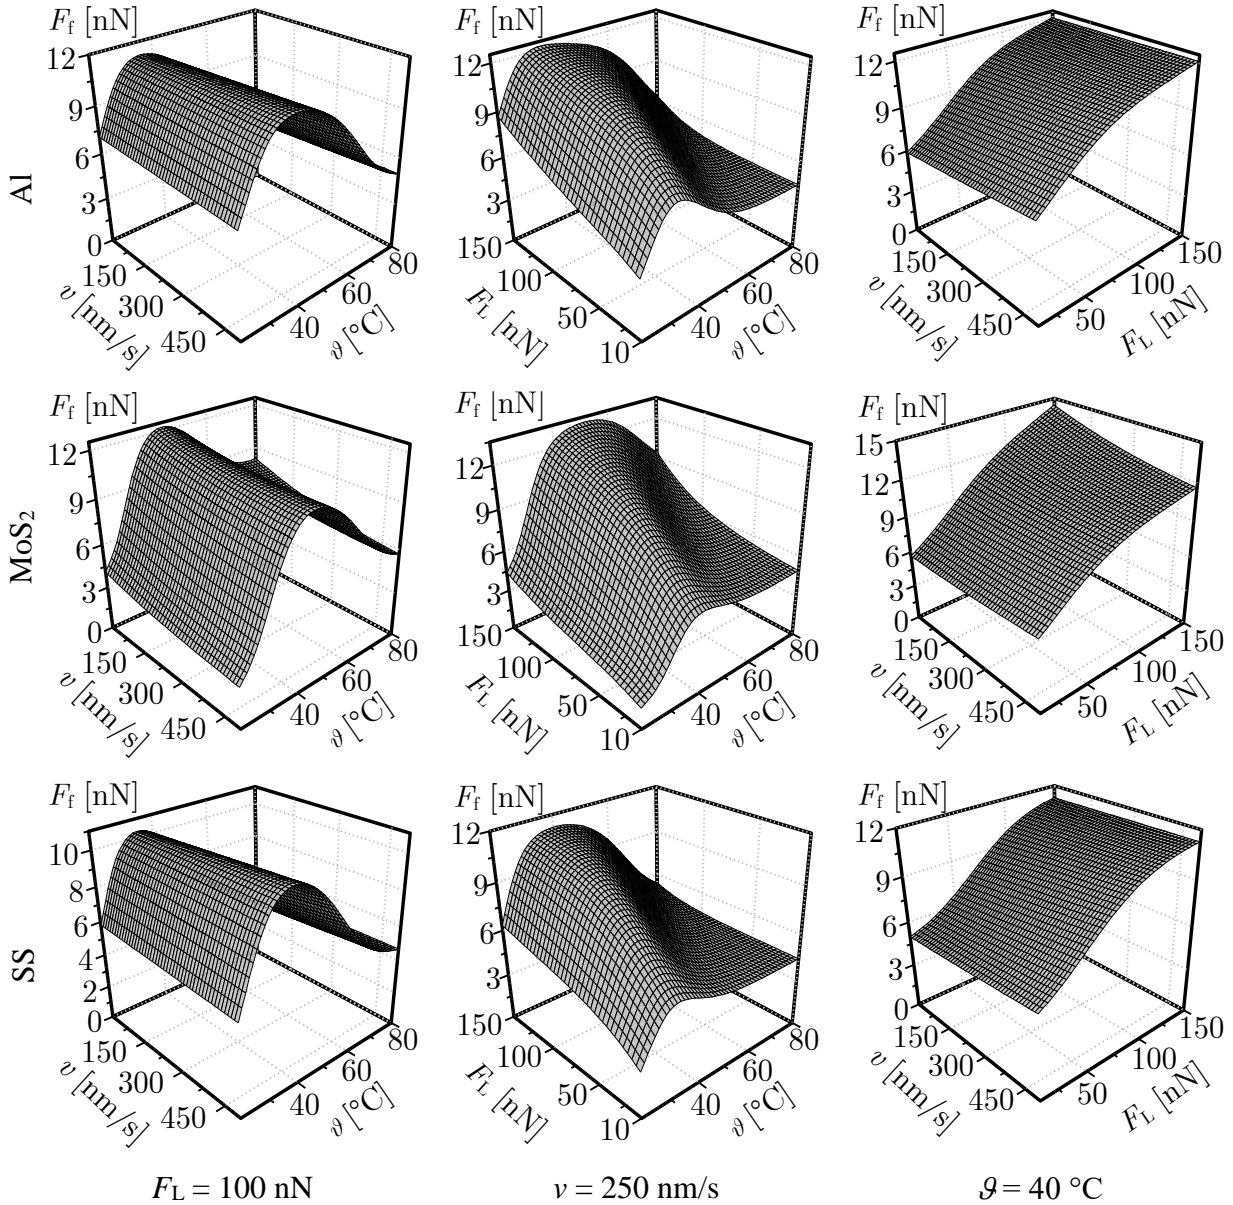 F_f [nN] F_f [nN] F_f [nN]
12 12 12
9 9 9
6 6 6
3 3 3
0 150 0
150 100 150
300 50 300
450 10 450
40 60 80 40 60 80 50 100 150
v [nm/s] ϑ [°C] F_L [nN] ϑ [°C] v [nm/s] F_L [nN]
Al
F_f [nN] F_f [nN] F_f [nN]
12 12 15
9 9 12
6 6 9
3 3 6
0 150 3
150 100 0
300 50 150
450 10 300
40 60 80 40 60 80 450
50 100 150
v [nm/s] ϑ [°C] F_L [nN] ϑ [°C] v [nm/s] F_L [nN]
MoS₂
F_f [nN] F_f [nN] F_f [nN]
10 12 12
8 9 9
6 6 6
4 3 3
2 150 0
0 100 150
150 50 300
300 10 450
450
40 60 80 40 60 80 50 100 150
v [nm/s] ϑ [°C] F_L [nN] ϑ [°C] v [nm/s] F_L [nN]
SS
F_L = 100 nN v = 250 nm/s ϑ = 40 °C